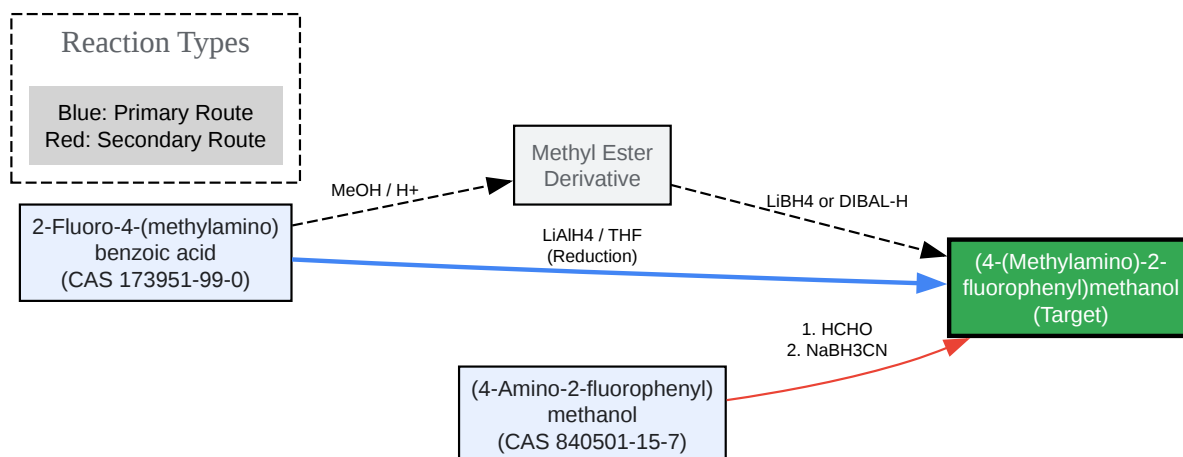 Reaction Types
Blue: Primary Route
Red: Secondary Route
Methyl Ester
Derivative
MeOH / H+
LiBH4 or DIBAL-H
2-Fluoro-4-(methylamino)
benzoic acid
(CAS 173951-99-0)
LiAlH4 / THF
(Reduction)
(4-(Methylamino)-2-
fluorophenyl)methanol
(Target)
1. HCHO
2. NaBH3CN
(4-Amino-2-fluorophenyl)
methanol
(CAS 840501-15-7)